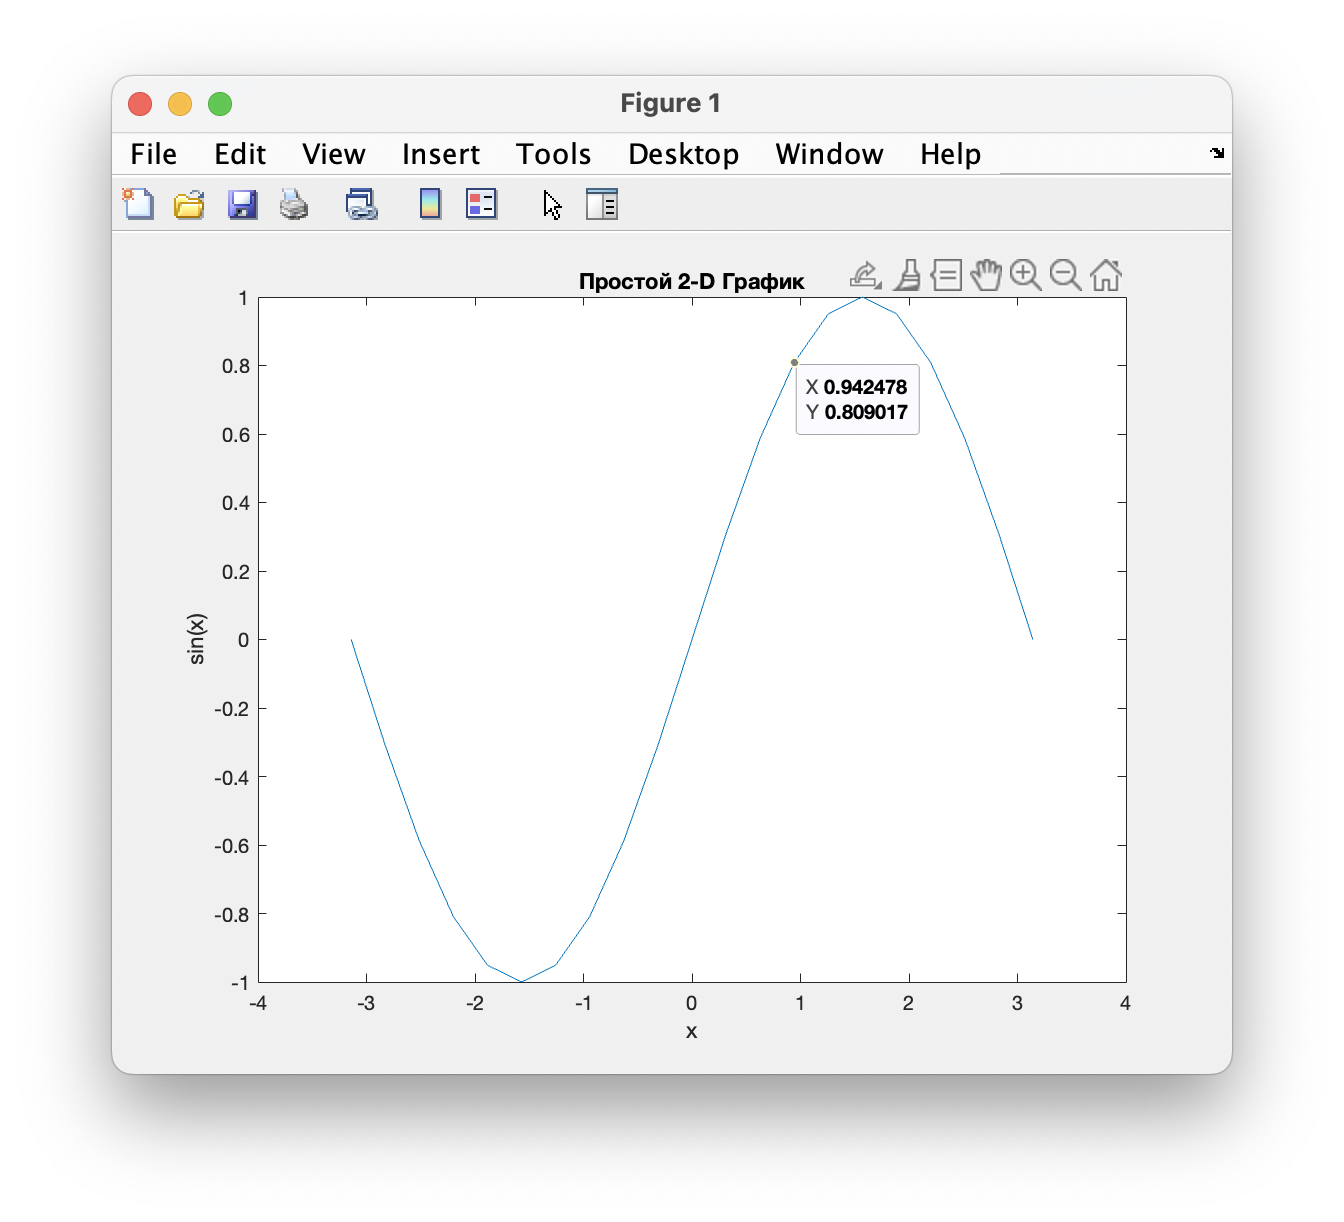 Figure 1
File Edit View Insert Tools Desktop Window Help
Простой 2-D График
1
0.8
X 0.942478
Y 0.809017
0.6
0.4
0.2
0
sin(x)
-0.2
-0.4
-0.6
-0.8
-1
-4 -3 -2 -1 0 1 2 3 4
x